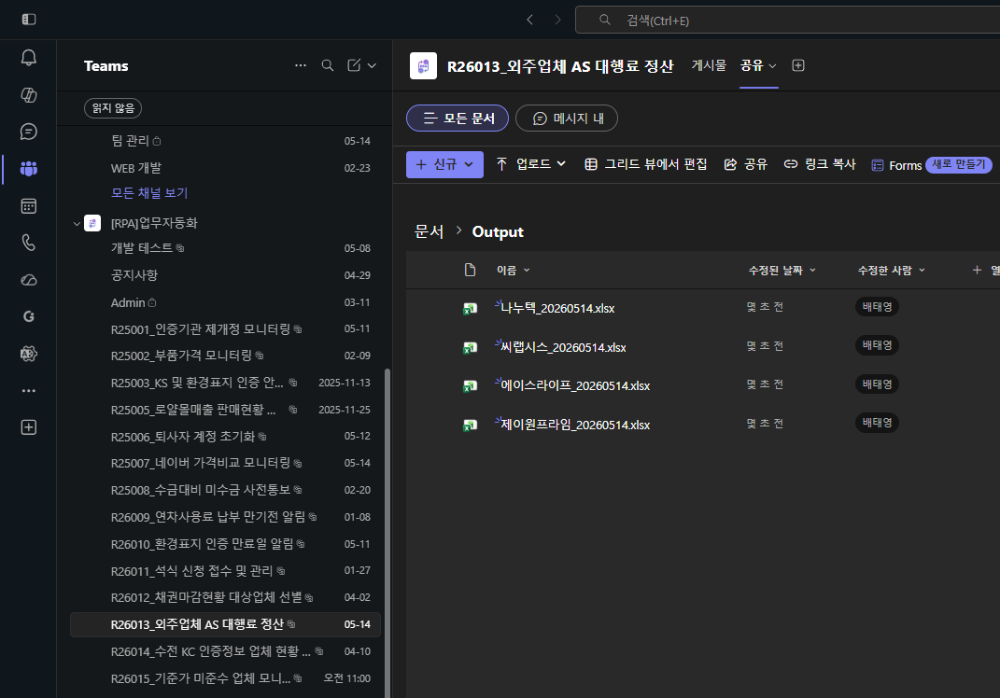 검색(Ctrl+E)
Teams
읽지 않음
팀 관리 05-14
WEB 개발 02-23
모든 채널 보기
[RPA]업무자동화
개발 테스트 05-08
공지사항 04-29
Admin 03-11
R25001_인증기관 제개정 모니터링 05-11
R25002_부품가격 모니터링 02-09
R25003_KS 및 환경표지 인증 안... 2025-11-13
R25005_로얄몰매출 판매현황 ... 2025-11-25
R25006_퇴사자 계정 초기화 05-12
R25007_네이버 가격비교 모니터링 05-14
R25008_수금대비 미수금 사전통보 02-20
R26009_연차사용료 납부 만기전 알림 01-08
R26010_환경표지 인증 만료일 알림 05-11
R26011_석식 신청 접수 및 관리 01-27
R26012_채권마감현황 대상업체 선별 04-02
R26013_외주업체 AS 대행료 정산 05-14
R26014_수전 KC 인증정보 업체 현황 ... 04-10
R26015_기준가 미준수 업체 모니... 오전 11:00
R26013_외주업체 AS 대행료 정산 게시물 공유
모든 문서 메시지 내
신규 업로드 그리드 뷰에서 편집 공유 링크 복사 Forms 새로 만들기
문서 > Output
이름 수정된 날짜 수정한 사람 + 열
나누텍_20260514.xlsx 몇 초 전 배태영
씨랩시스_20260514.xlsx 몇 초 전 배태영
에이스라이프_20260514.xlsx 몇 초 전 배태영
제이원프라임_20260514.xlsx 몇 초 전 배태영